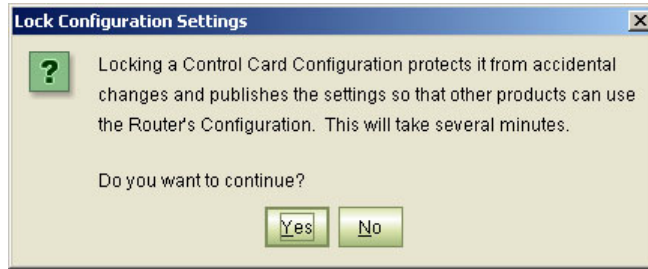 Lock Configuration Settings
?
Locking a Control Card Configuration protects it from accidental
changes and publishes the settings so that other products can use
the Router's Configuration.  This will take several minutes.
Do you want to continue?
Yes No